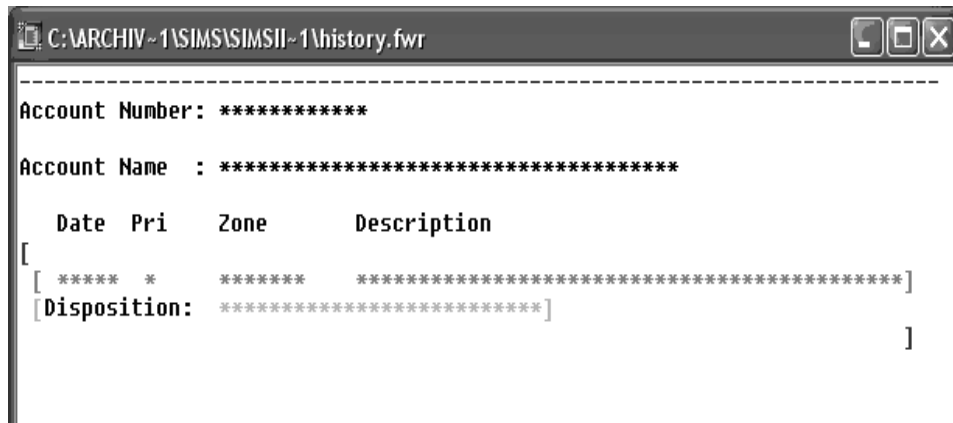 C:\ARCHIV~1\SIMS\SIMSII~1\history.fwr
--------------------------------------------------------------------------
Account Number: ************
Account Name  : *************************************
Date  Pri    Zone       Description
[
[ *****  *     *******    ********************************************]
[Disposition:  **************************]
]